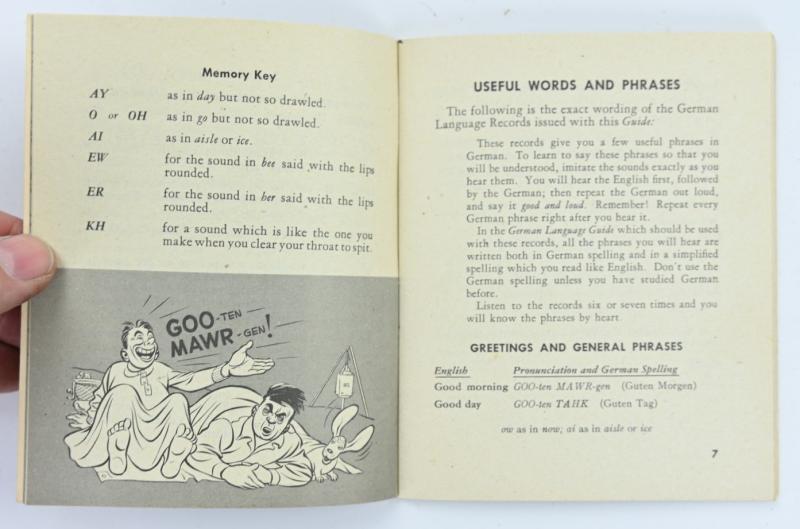 Memory Key
AY as in day but not so drawled.
O or OH as in go but not so drawled.
AI as in aisle or ice.
EW for the sound in bee said with the lips
rounded.
ER for the sound in her said with the lips
rounded.
KH for a sound which is like the one you
make when you clear your throat to spit.
GOO-TEN
MAWR-GEN!
USEFUL WORDS AND PHRASES
The following is the exact wording of the German
Language Records issued with this Guide:
These records give you a few useful phrases in
German. To learn to say these phrases so that you
will be understood, imitate the sounds exactly as you
hear them. You will hear the English first, followed
by the German; then repeat the German out loud,
and say it good and loud. Remember! Repeat every
German phrase right after you hear it.
In the German Language Guide which should be used
with these records, all the phrases you will hear are
written both in German spelling and in a simplified
spelling which you read like English. Don't use the
German spelling unless you have studied German
before.
Listen to the records six or seven times and you
will know the phrases by heart.
GREETINGS AND GENERAL PHRASES
English Pronunciation and German Spelling
Good morning GOO-ten MAWR-gen (Guten Morgen)
Good day GOO-ten TAHK (Guten Tag)
ow as in now; ai as in aisle or ice
7